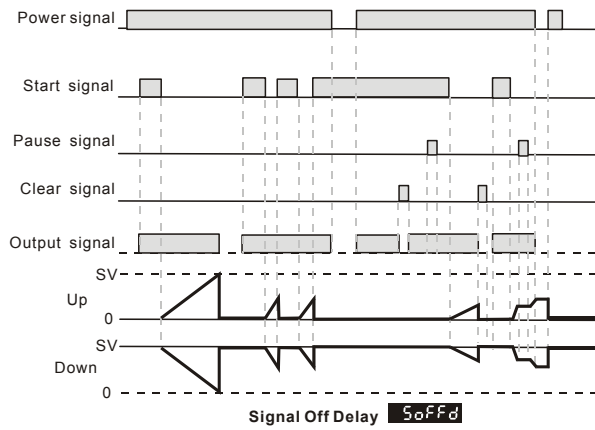 Power signal
Start signal
Pause signal
Clear signal
Output signal
SV
Up
0
SV
Down
0
Signal Off Delay SoFFd